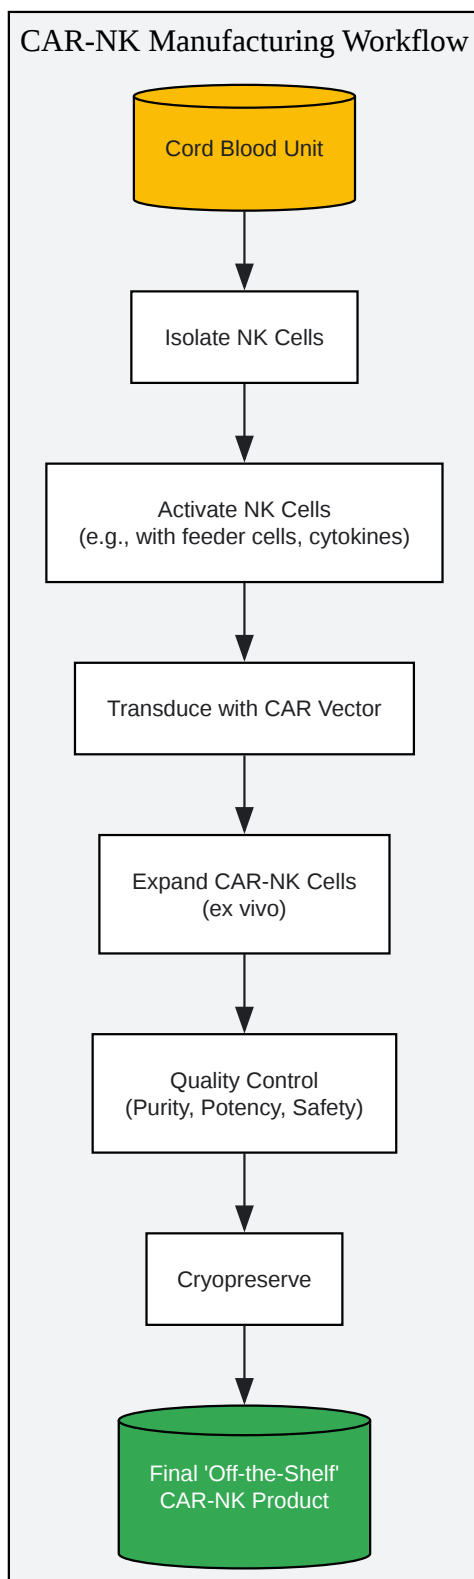 CAR-NK Manufacturing Workflow
Cord Blood Unit
Isolate NK Cells
Activate NK Cells
(e.g., with feeder cells, cytokines)
Transduce with CAR Vector
Expand CAR-NK Cells
(ex vivo)
Quality Control
(Purity, Potency, Safety)
Cryopreserve
Final 'Off-the-Shelf'
CAR-NK Product